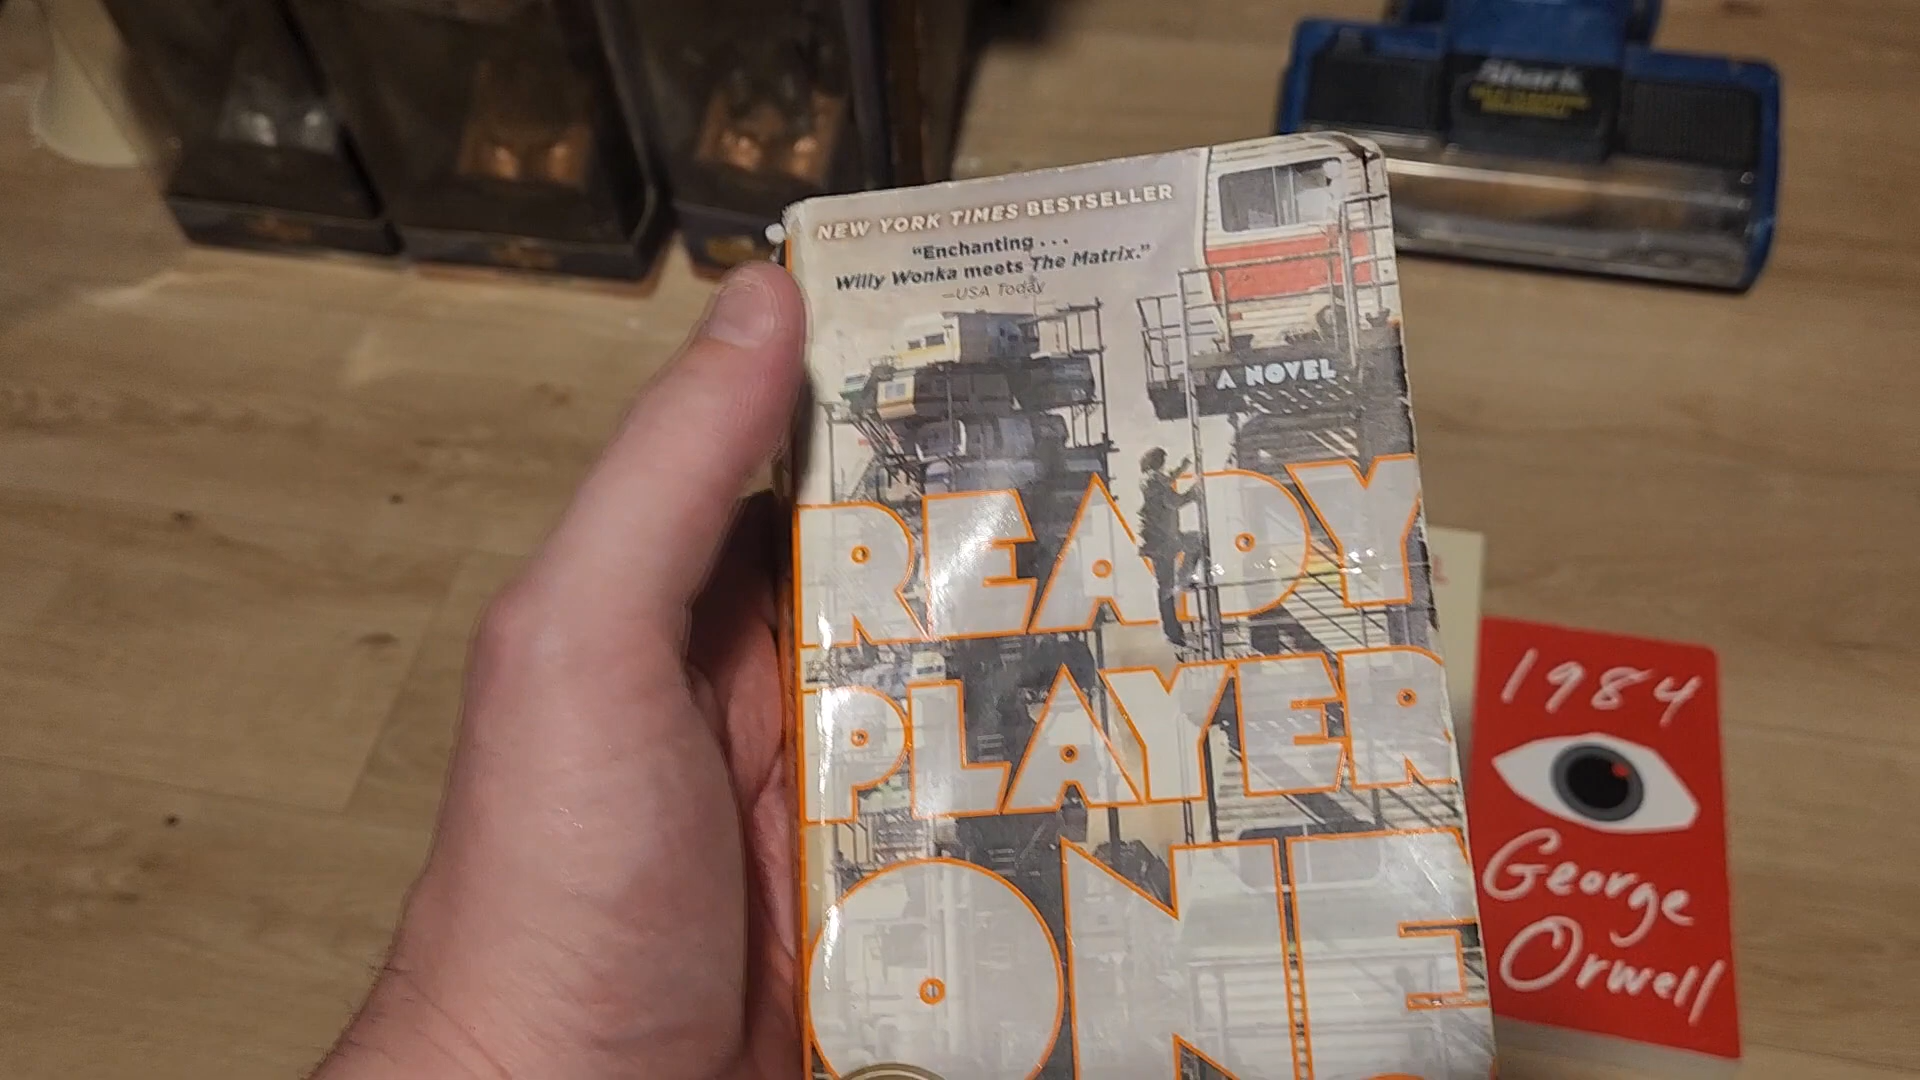 NEW YORK TIMES BESTSELLER
“Enchanting . . .
Willy Wonka meets The Matrix.”
—USA Today
A NOVEL
READY
PLAYER
ONE
Shark
1984
George
Orwell